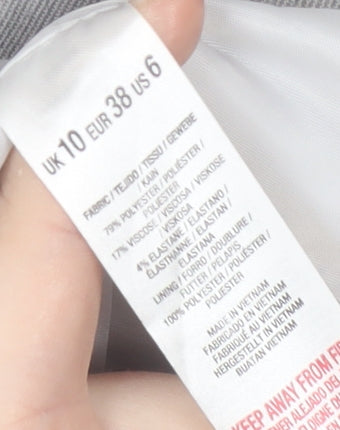 UK 10 EUR 38 US 6
FABRIC / TEJIDO / TISSU / GEWEBE
KAIN
79% POLYESTER / POLIÉSTER /
POLIESTER
17% VISCOSE / VISCOSA / VISKOSE
VISKOSA
4% ELASTANE / ELASTANO /
ÉLASTHANNE / ELASTAN /
ELASTANA
LINING / FORRO / DOUBLURE /
FUTTER / PELAPIS
100% POLYESTER / POLIÉSTER /
POLIESTER
MADE IN VIETNAM
FABRICADO EN VIETNAM
FABRIQUÉ AU VIETNAM
HERGESTELLT IN VIETNAM
BUATAN VIETNAM
KEEP AWAY FROM
ALEJADO DEL